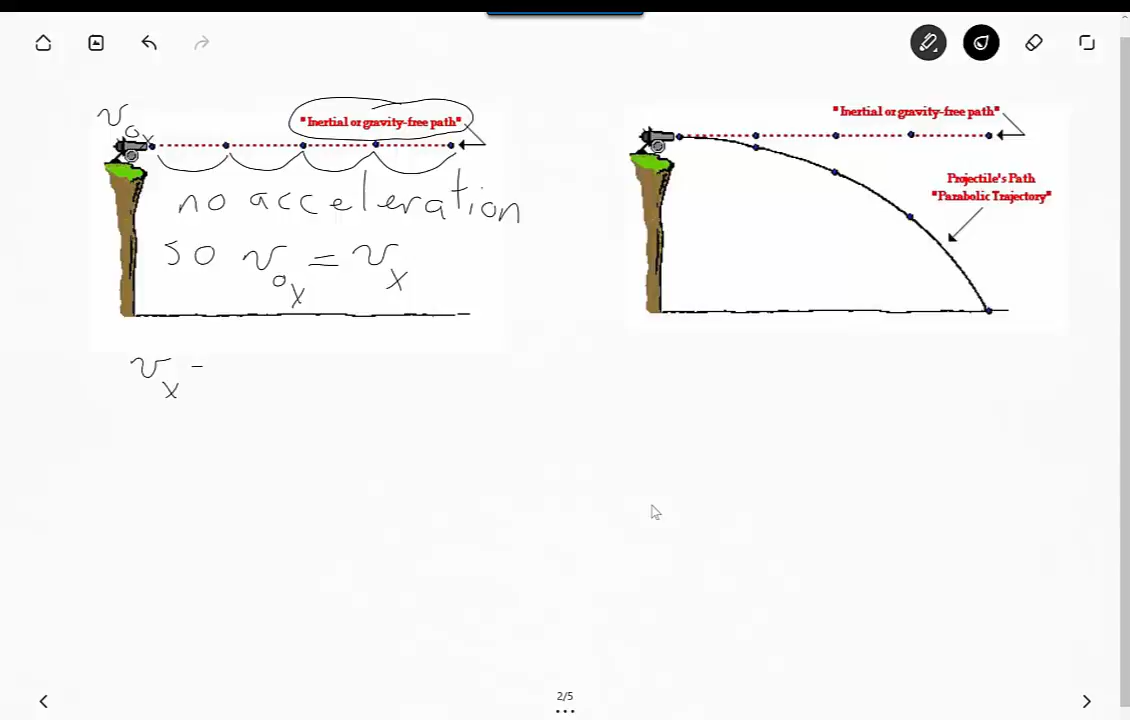 v₀ₓ
"Inertial or gravity-free path"
no acceleration
so v₀ₓ = vₓ
vₓ -
"Inertial or gravity-free path"
Projectile's Path
"Parabolic Trajectory"
2/5